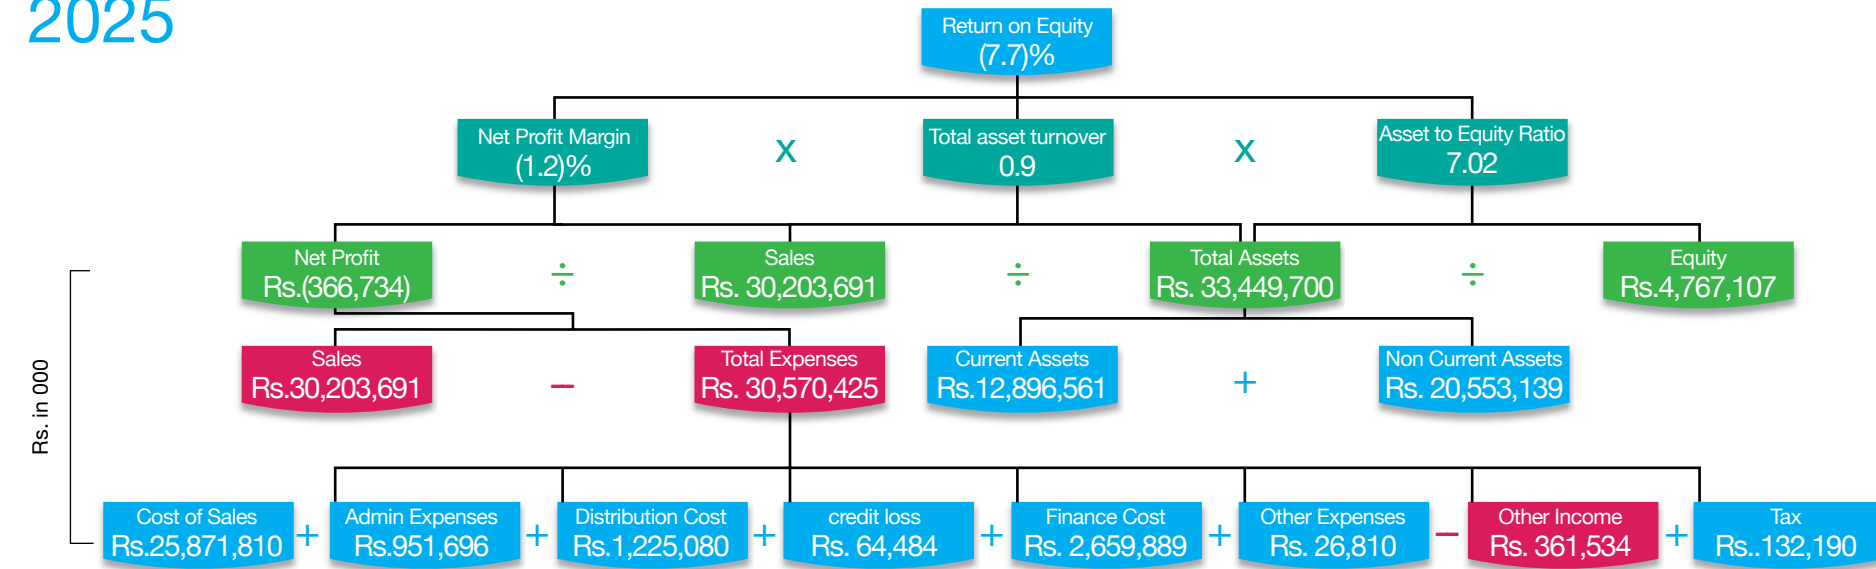 2025
Return on Equity
(7.7)%
Net Profit Margin
(1.2)%
x
Total asset turnover
0.9
x
Asset to Equity Ratio
7.02
Net Profit
Rs.(366,734)
÷
Sales
Rs. 30,203,691
÷
Total Assets
Rs. 33,449,700
÷
Equity
Rs.4,767,107
Rs. in 000
Sales
Rs.30,203,691
–
Total Expenses
Rs. 30,570,425
Current Assets
Rs.12,896,561
+
Non Current Assets
Rs. 20,553,139
Cost of Sales
Rs.25,871,810
+
Admin Expenses
Rs.951,696
+
Distribution Cost
Rs.1,225,080
+
credit loss
Rs. 64,484
+
Finance Cost
Rs. 2,659,889
+
Other Expenses
Rs. 26,810
–
Other Income
Rs. 361,534
+
Tax
Rs..132,190